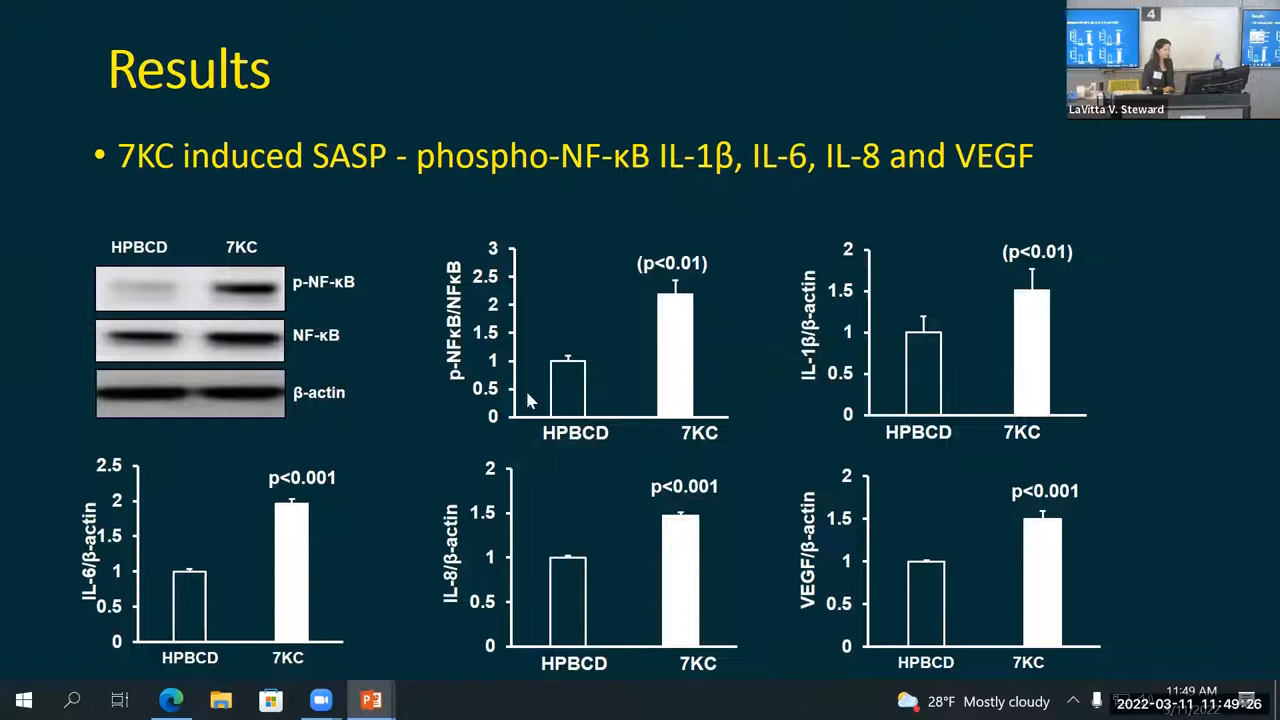 Results
4
LaVitta V. Steward
• 7KC induced SASP - phospho-NF-κB IL-1β, IL-6, IL-8 and VEGF
HPBCD 7KC
p-NF-κB
NF-κB
β-actin
p-NFκB/NFκB
3
2.5
2
1.5
1
0.5
0
(p<0.01)
HPBCD 7KC
IL-1β/β-actin
2
1.5
1
0.5
0
(p<0.01)
HPBCD 7KC
IL-6/β-actin
2.5
2
1.5
1
0.5
0
p<0.001
HPBCD 7KC
IL-8/β-actin
2
1.5
1
0.5
0
p<0.001
HPBCD 7KC
VEGF/β-actin
2
1.5
1
0.5
0
p<0.001
HPBCD 7KC
28°F Mostly cloudy
11:49 AM
2022-03-11 11:49:26